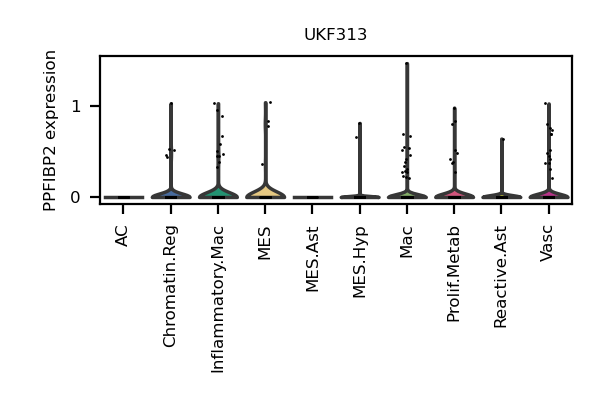 UKF313
PPFIBP2 expression
1
0
AC
Chromatin.Reg
Inflammatory.Mac
MES
MES.Ast
MES.Hyp
Mac
Prolif.Metab
Reactive.Ast
Vasc